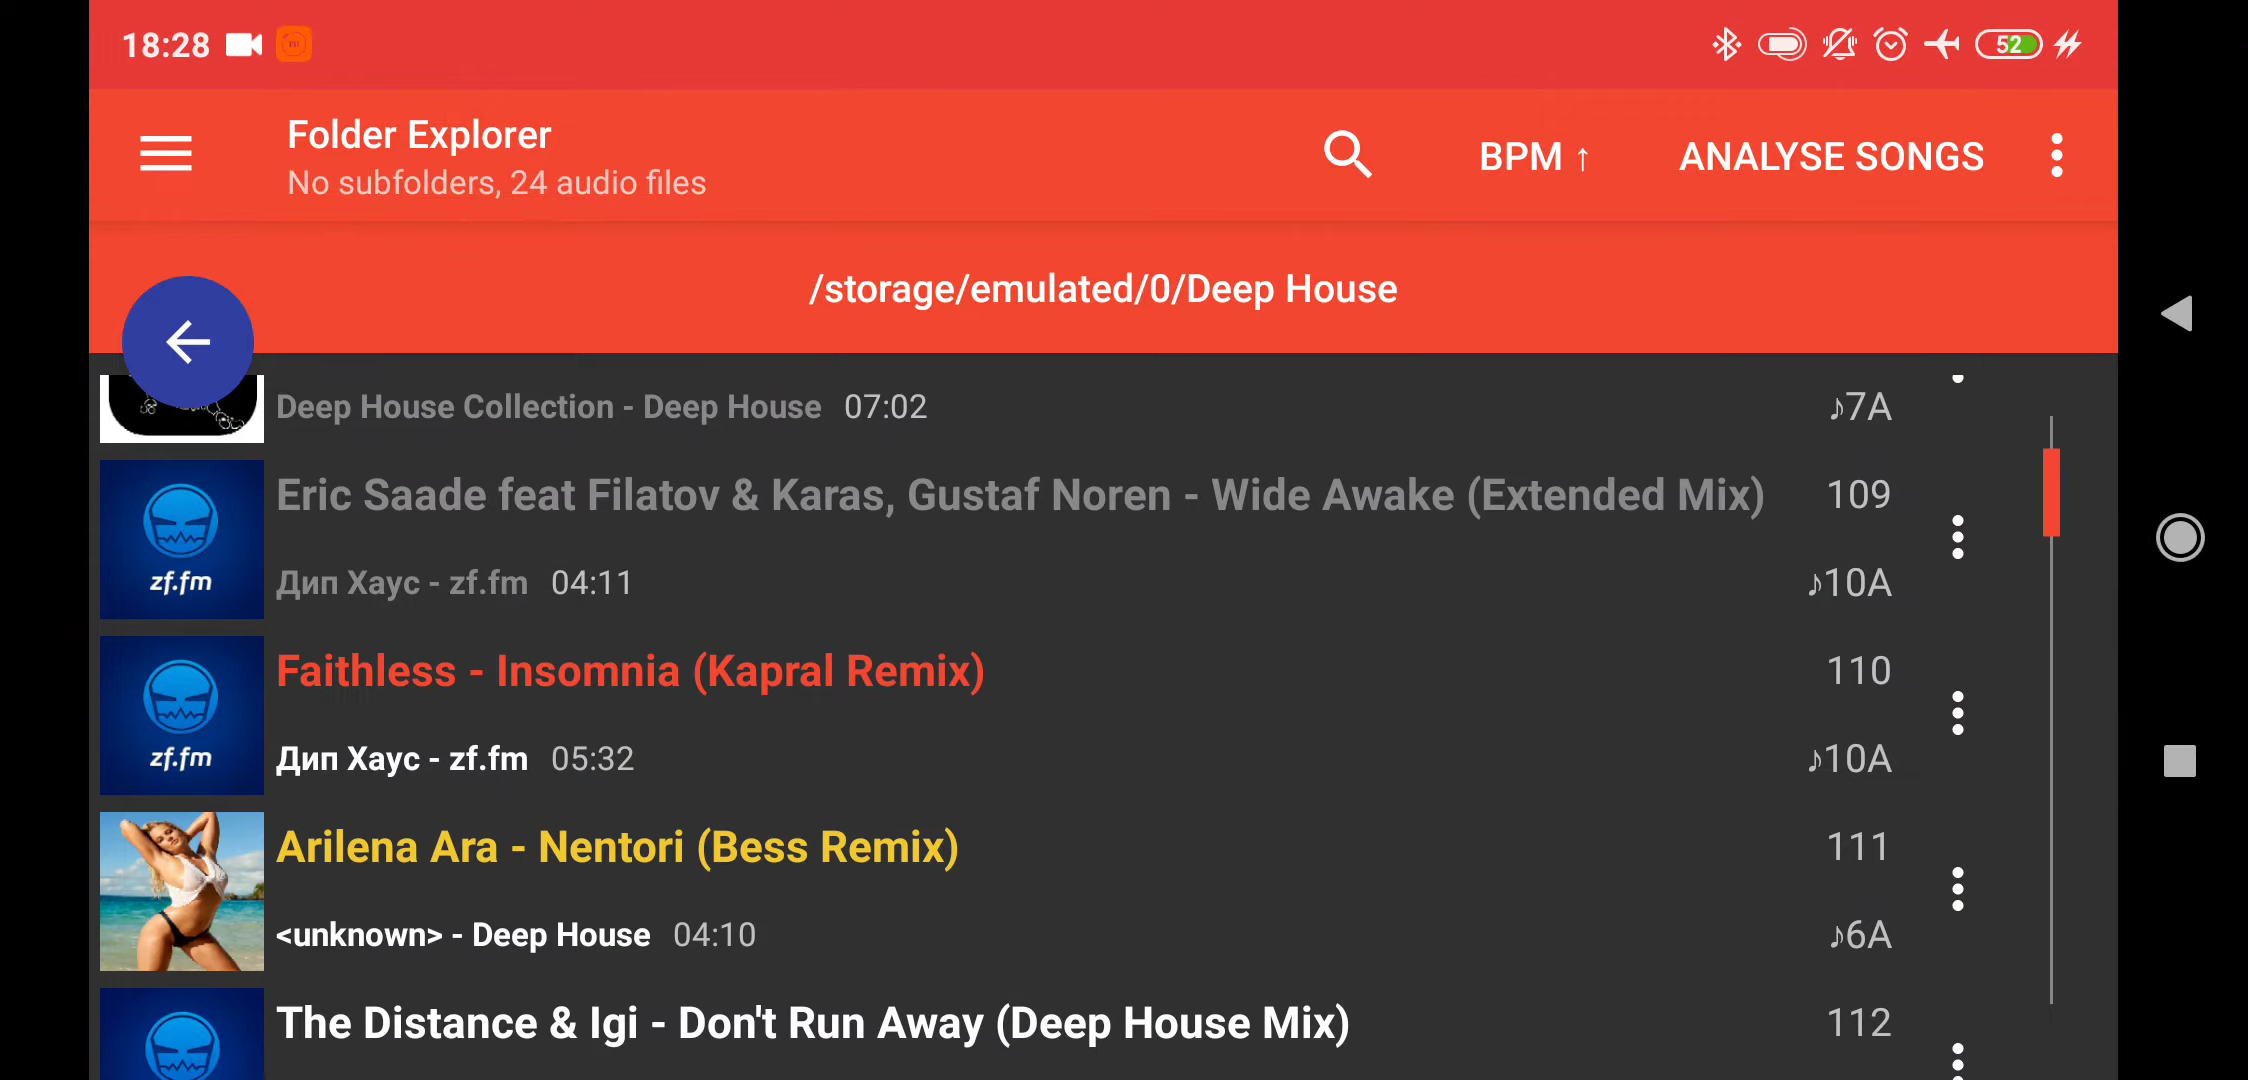 18:28
52
Folder Explorer
No subfolders, 24 audio files
BPM ↑
ANALYSE SONGS
/storage/emulated/0/Deep House
Deep House Collection - Deep House 07:02
♪7A
zf.fm
Eric Saade feat Filatov & Karas, Gustaf Noren - Wide Awake (Extended Mix)
109
Дип Хаус - zf.fm 04:11
♪10A
zf.fm
Faithless - Insomnia (Kapral Remix)
110
Дип Хаус - zf.fm 05:32
♪10A
Arilena Ara - Nentori (Bess Remix)
111
<unknown> - Deep House 04:10
♪6A
The Distance & Igi - Don't Run Away (Deep House Mix)
112